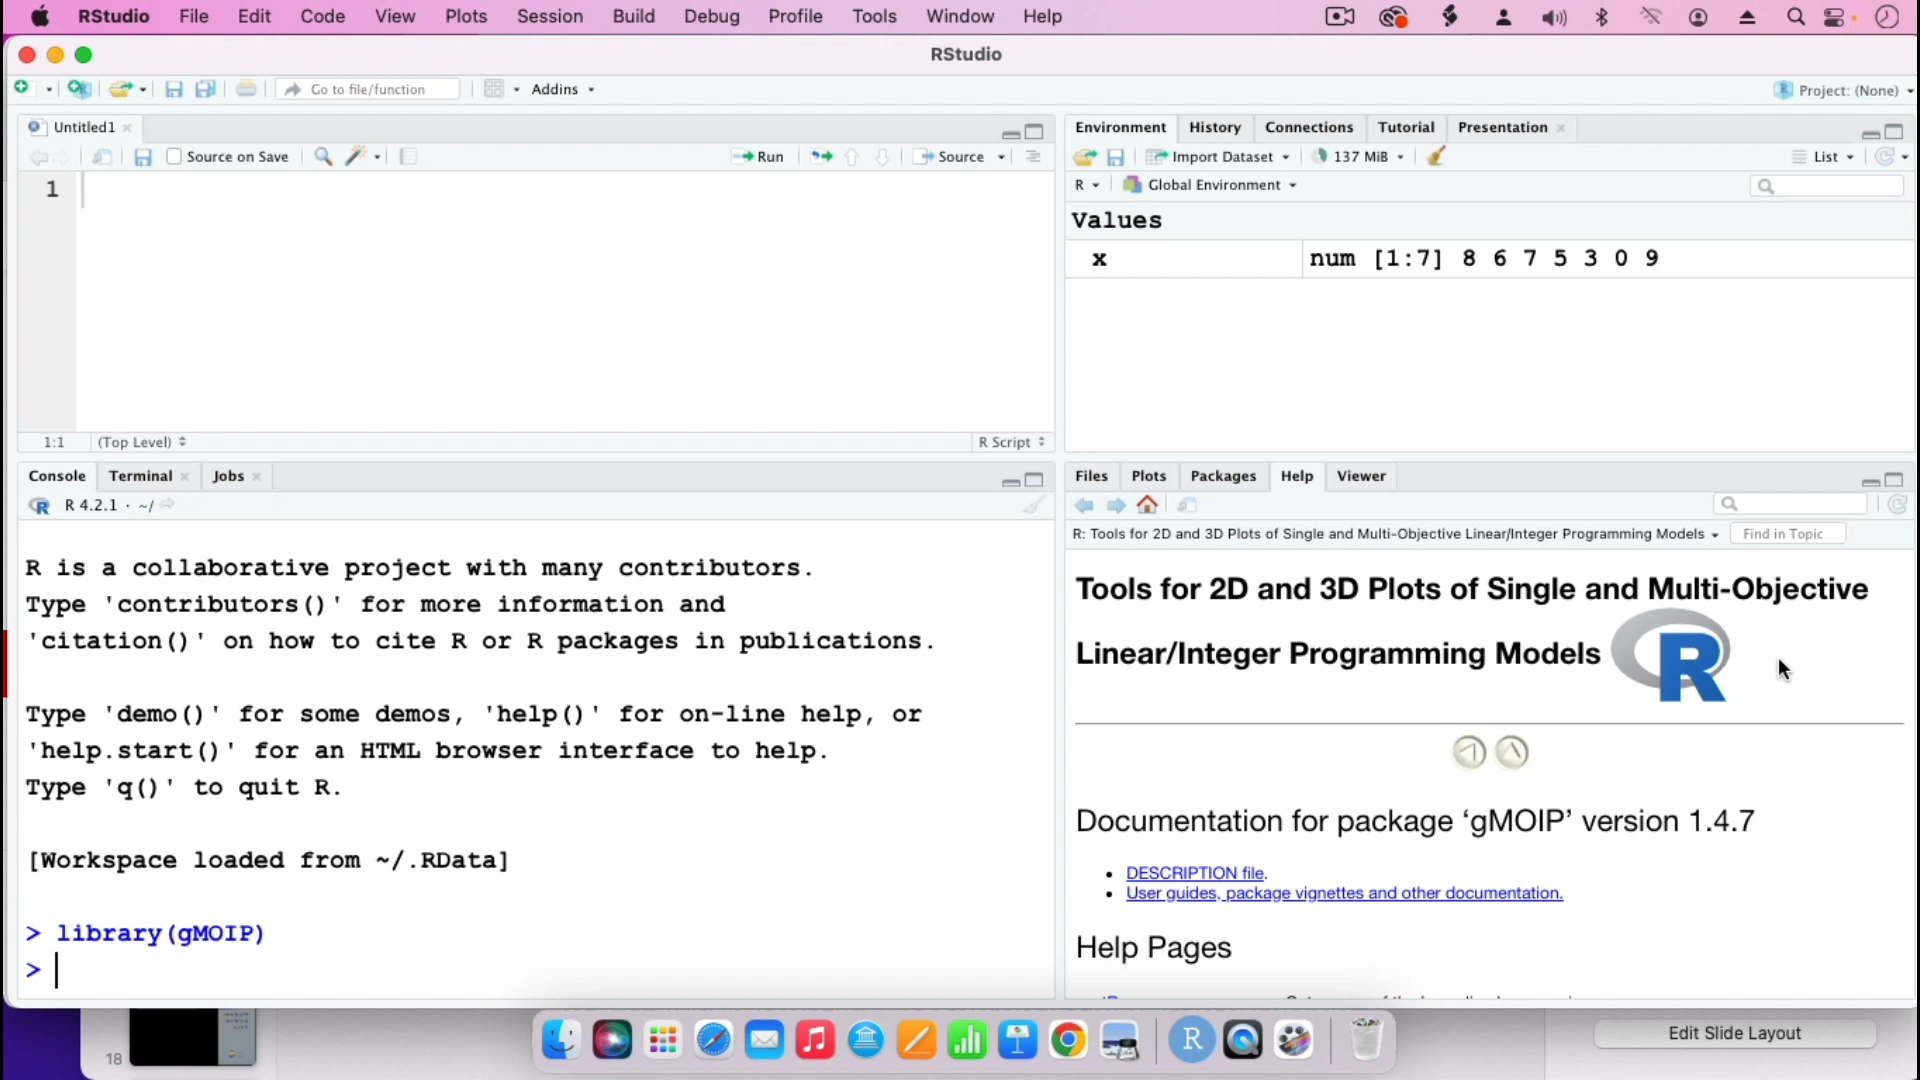 RStudio File Edit Code View Plots Session Build Debug Profile Tools Window Help
RStudio
Go to file/function Addins Project: (None)
Untitled1
Source on Save Run Source
1
1:1 (Top Level) R Script
Environment History Connections Tutorial Presentation
Import Dataset 137 MiB List
R Global Environment
Values
x num [1:7] 8 6 7 5 3 0 9
Console Terminal Jobs
R 4.2.1 · ~/
R is a collaborative project with many contributors.
Type 'contributors()' for more information and
'citation()' on how to cite R or R packages in publications.
Type 'demo()' for some demos, 'help()' for on-line help, or
'help.start()' for an HTML browser interface to help.
Type 'q()' to quit R.
[Workspace loaded from ~/.RData]
> library(gMOIP)
>
Files Plots Packages Help Viewer
R: Tools for 2D and 3D Plots of Single and Multi-Objective Linear/Integer Programming Models Find in Topic
Tools for 2D and 3D Plots of Single and Multi-Objective
Linear/Integer Programming Models R
Documentation for package ‘gMOIP’ version 1.4.7
DESCRIPTION file.
User guides, package vignettes and other documentation.
Help Pages
18
R
Edit Slide Layout